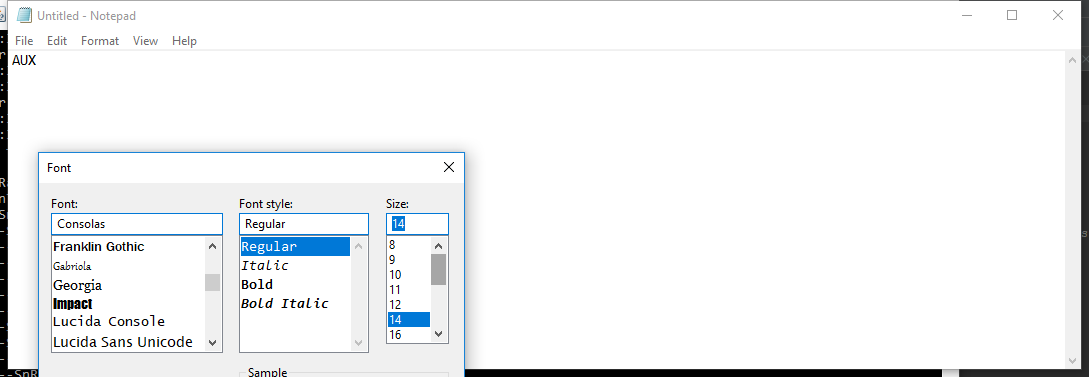 Untitled - Notepad
File Edit Format View Help
AUX
Font
Font: Font style: Size:
Consolas Regular 14
Franklin Gothic Regular 8
Gabriola Italic 9
Georgia Bold 10
Impact Bold Italic 11
Lucida Console 12
Lucida Sans Unicode 14
16
Sample